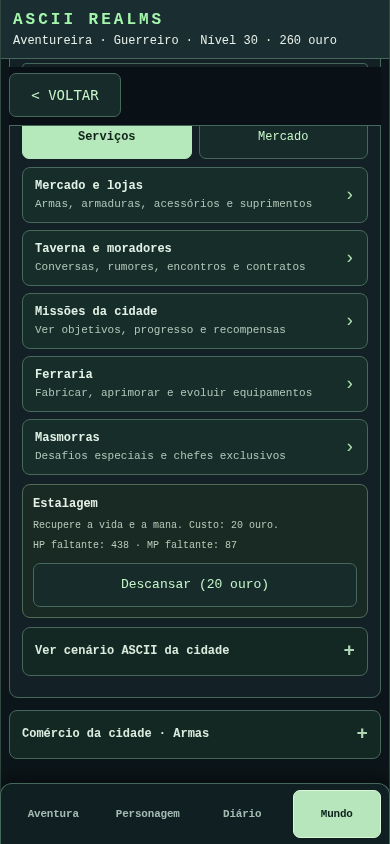 ASCII REALMS
Aventureira · Guerreiro · Nível 30 · 260 ouro
< VOLTAR
Serviços
Mercado
Mercado e lojas
Armas, armaduras, acessórios e suprimentos
›
Taverna e moradores
Conversas, rumores, encontros e contratos
›
Missões da cidade
Ver objetivos, progresso e recompensas
›
Ferraria
Fabricar, aprimorar e evoluir equipamentos
›
Masmorras
Desafios especiais e chefes exclusivos
›
Estalagem
Recupere a vida e a mana. Custo: 20 ouro.
HP faltante: 438 · MP faltante: 87
Descansar (20 ouro)
Ver cenário ASCII da cidade +
Comércio da cidade · Armas +
Aventura
Personagem
Diário
Mundo